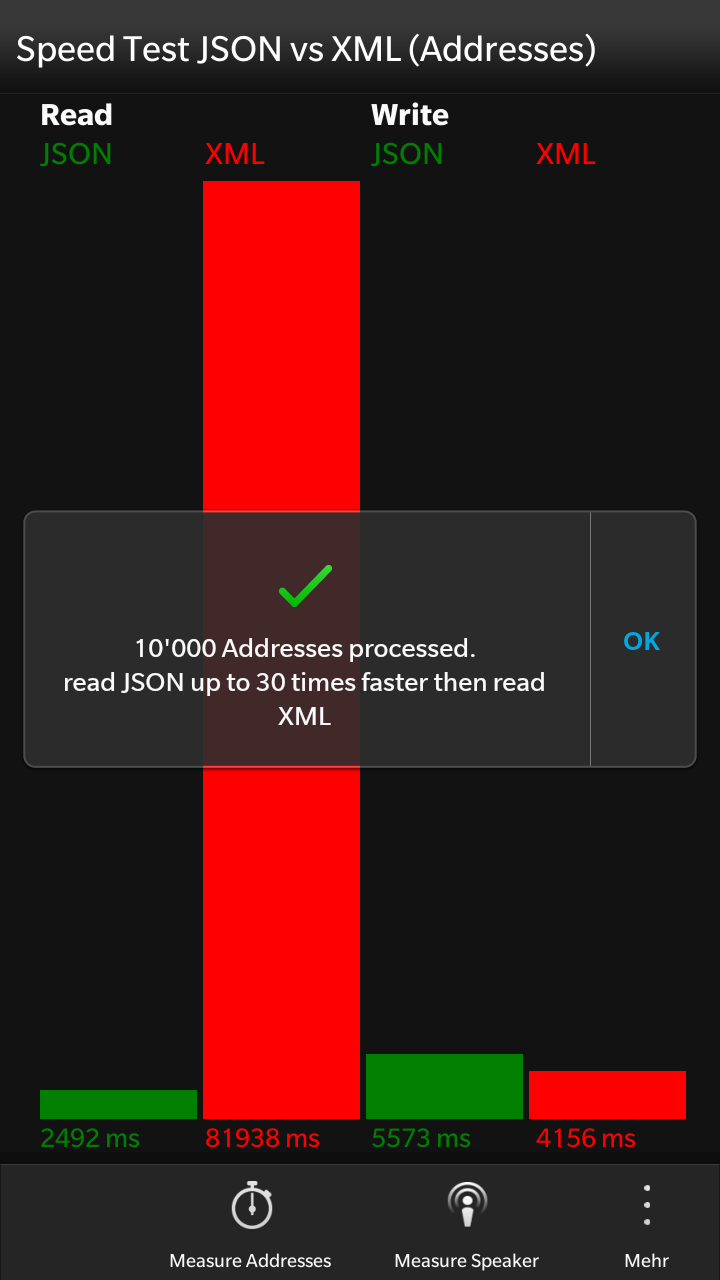 Speed Test JSON vs XML (Addresses)
Read Write
JSON XML JSON XML
10'000 Addresses processed.
read JSON up to 30 times faster then read
XML
OK
2492 ms 81938 ms 5573 ms 4156 ms
Measure Addresses Measure Speaker Mehr